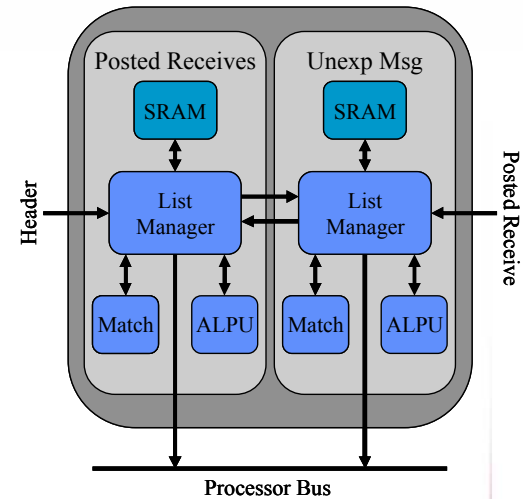 Posted Receives
Unexp Msg
SRAM
SRAM
Header
List
Manager
List
Manager
Posted Receive
Match
ALPU
Match
ALPU
Processor Bus